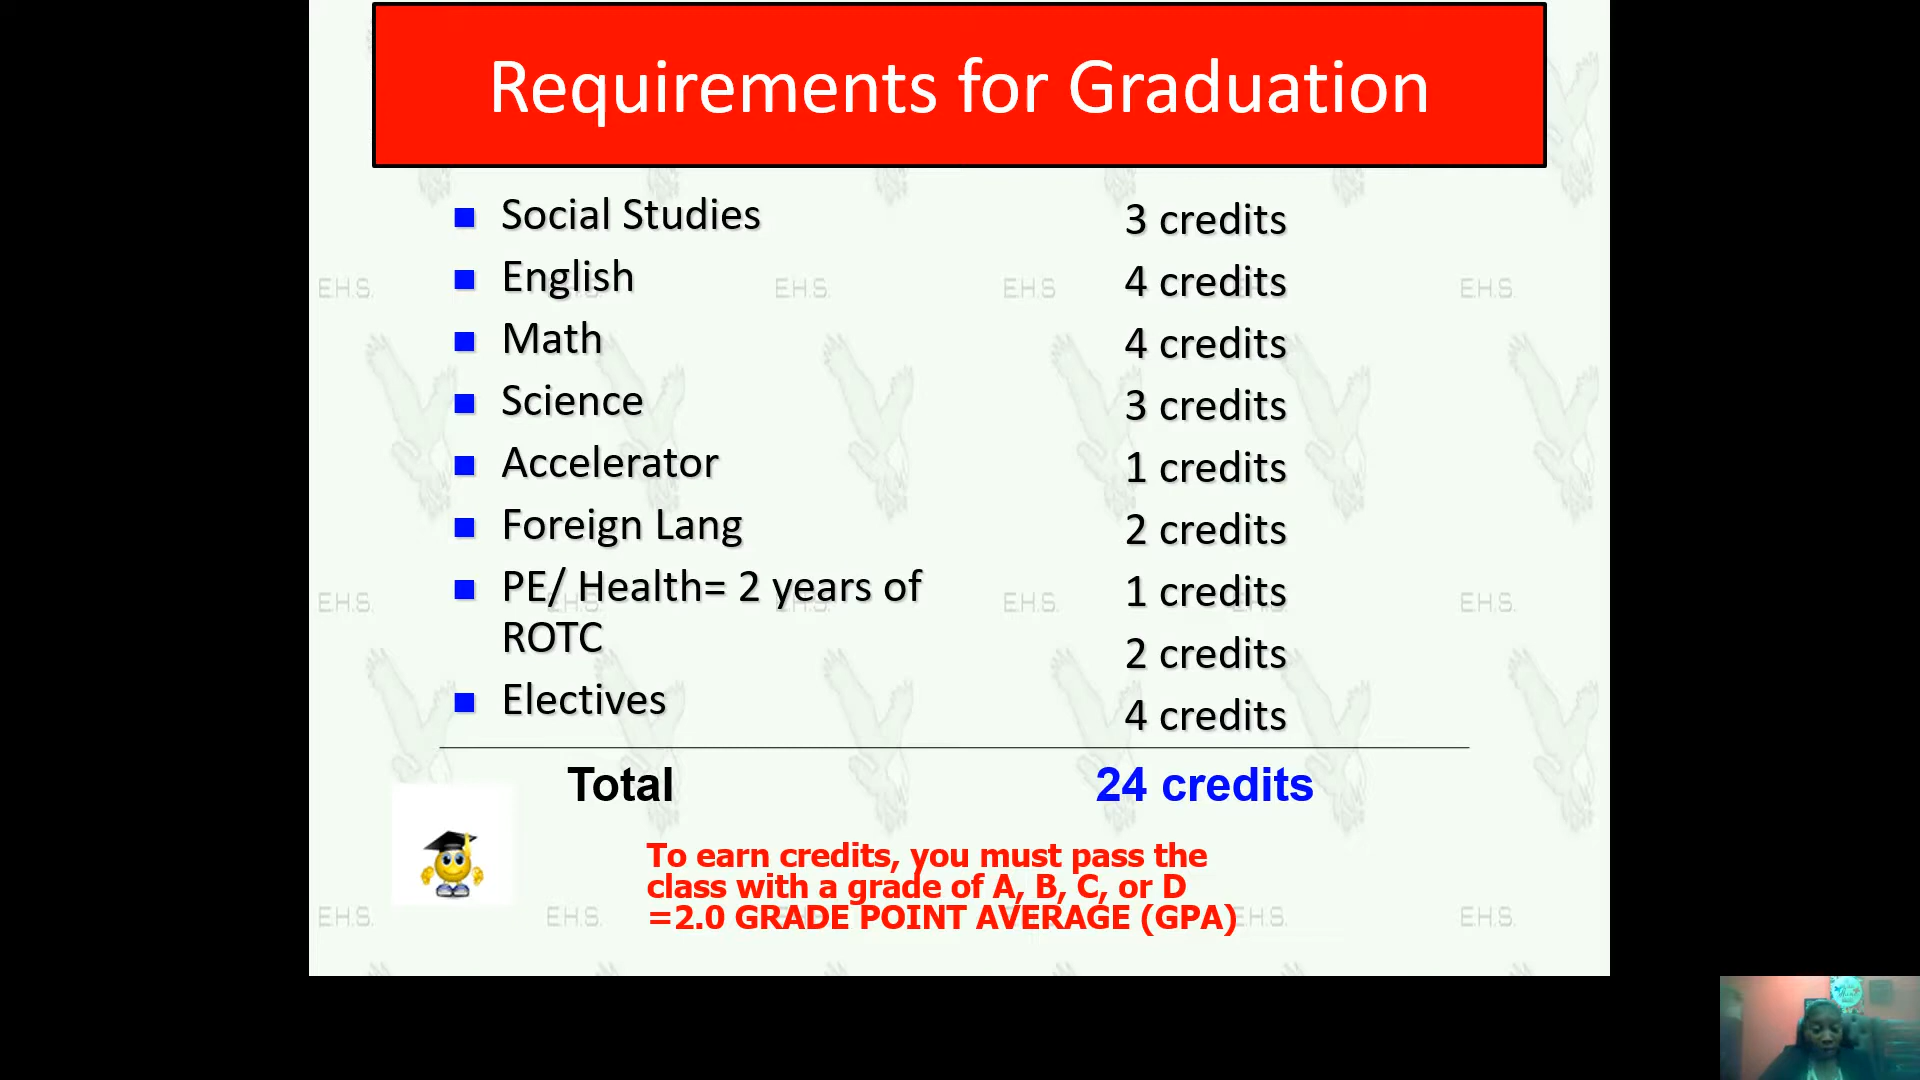 Requirements for Graduation
Social Studies 3 credits
English 4 credits
Math 4 credits
Science 3 credits
Accelerator 1 credits
Foreign Lang 2 credits
PE/ Health= 2 years of 1 credits
ROTC 2 credits
Electives 4 credits
Total 24 credits
To earn credits, you must pass the
class with a grade of A, B, C, or D
=2.0 GRADE POINT AVERAGE (GPA)
E.H.S. E.H.S. E.H.S. E.H.S.
E.H.S. E.H.S. E.H.S. E.H.S.
E.H.S. E.H.S. E.H.S. E.H.S.